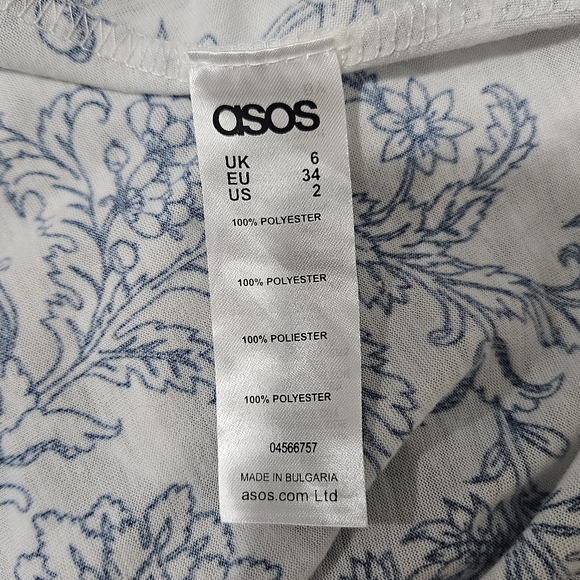 asos
UK 6
EU 34
US 2
100% POLYESTER
100% POLYESTER
100% POLIESTER
100% POLYESTER
04566757
MADE IN BULGARIA
asos.com Ltd